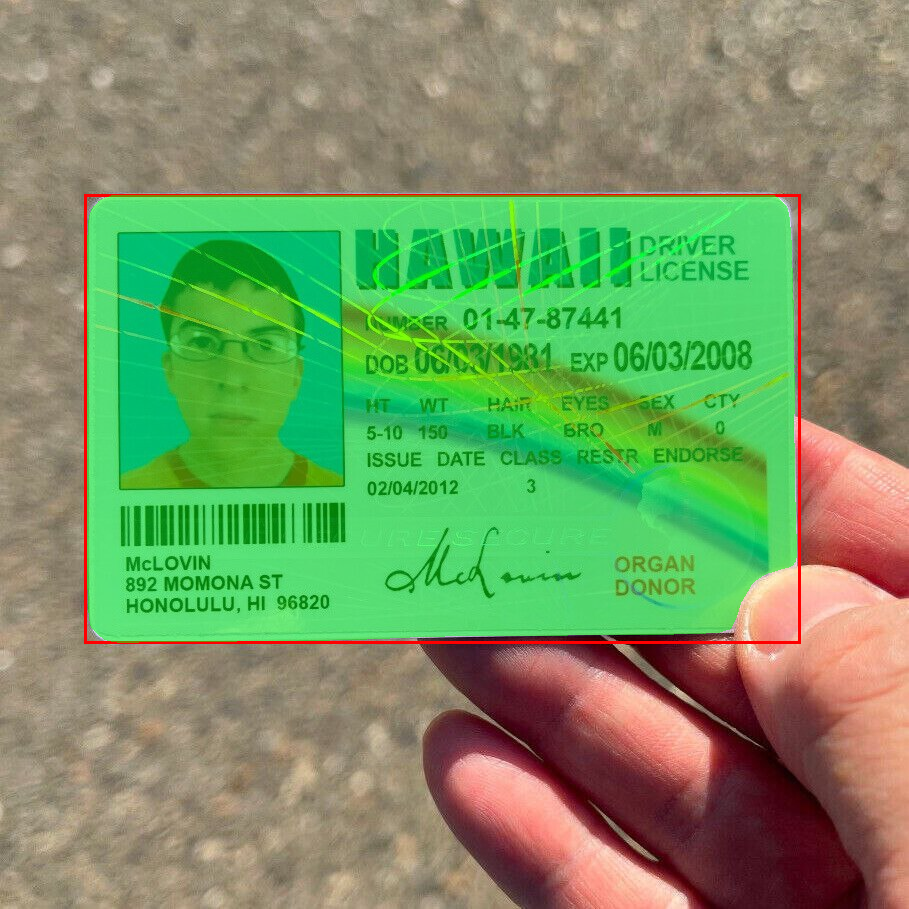 HAWAII DRIVER
LICENSE
NUMBER 01-47-87441
DOB 06/03/1981 EXP 06/03/2008
HT WT HAIR EYES SEX CTY
5-10 150 BLK BRO M 0
ISSUE DATE CLASS RESTR ENDORSE
02/04/2012 3
URE SECURE
McLovin
ORGAN
DONOR
McLOVIN
892 MOMONA ST
HONOLULU, HI 96820